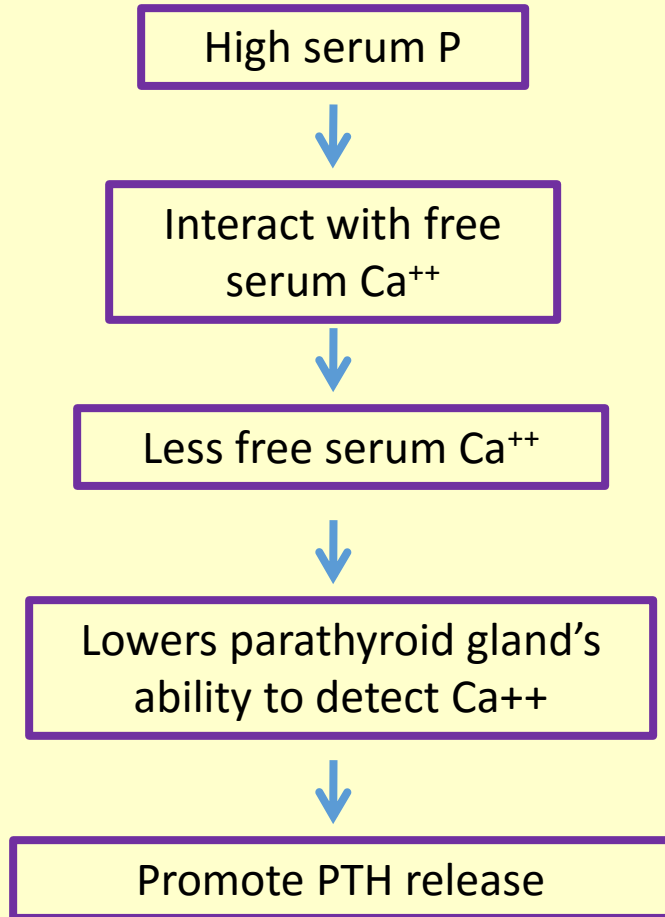 High serum P
Interact with free
serum Ca⁺⁺
Less free serum Ca⁺⁺
Lowers parathyroid gland’s
ability to detect Ca++
Promote PTH release